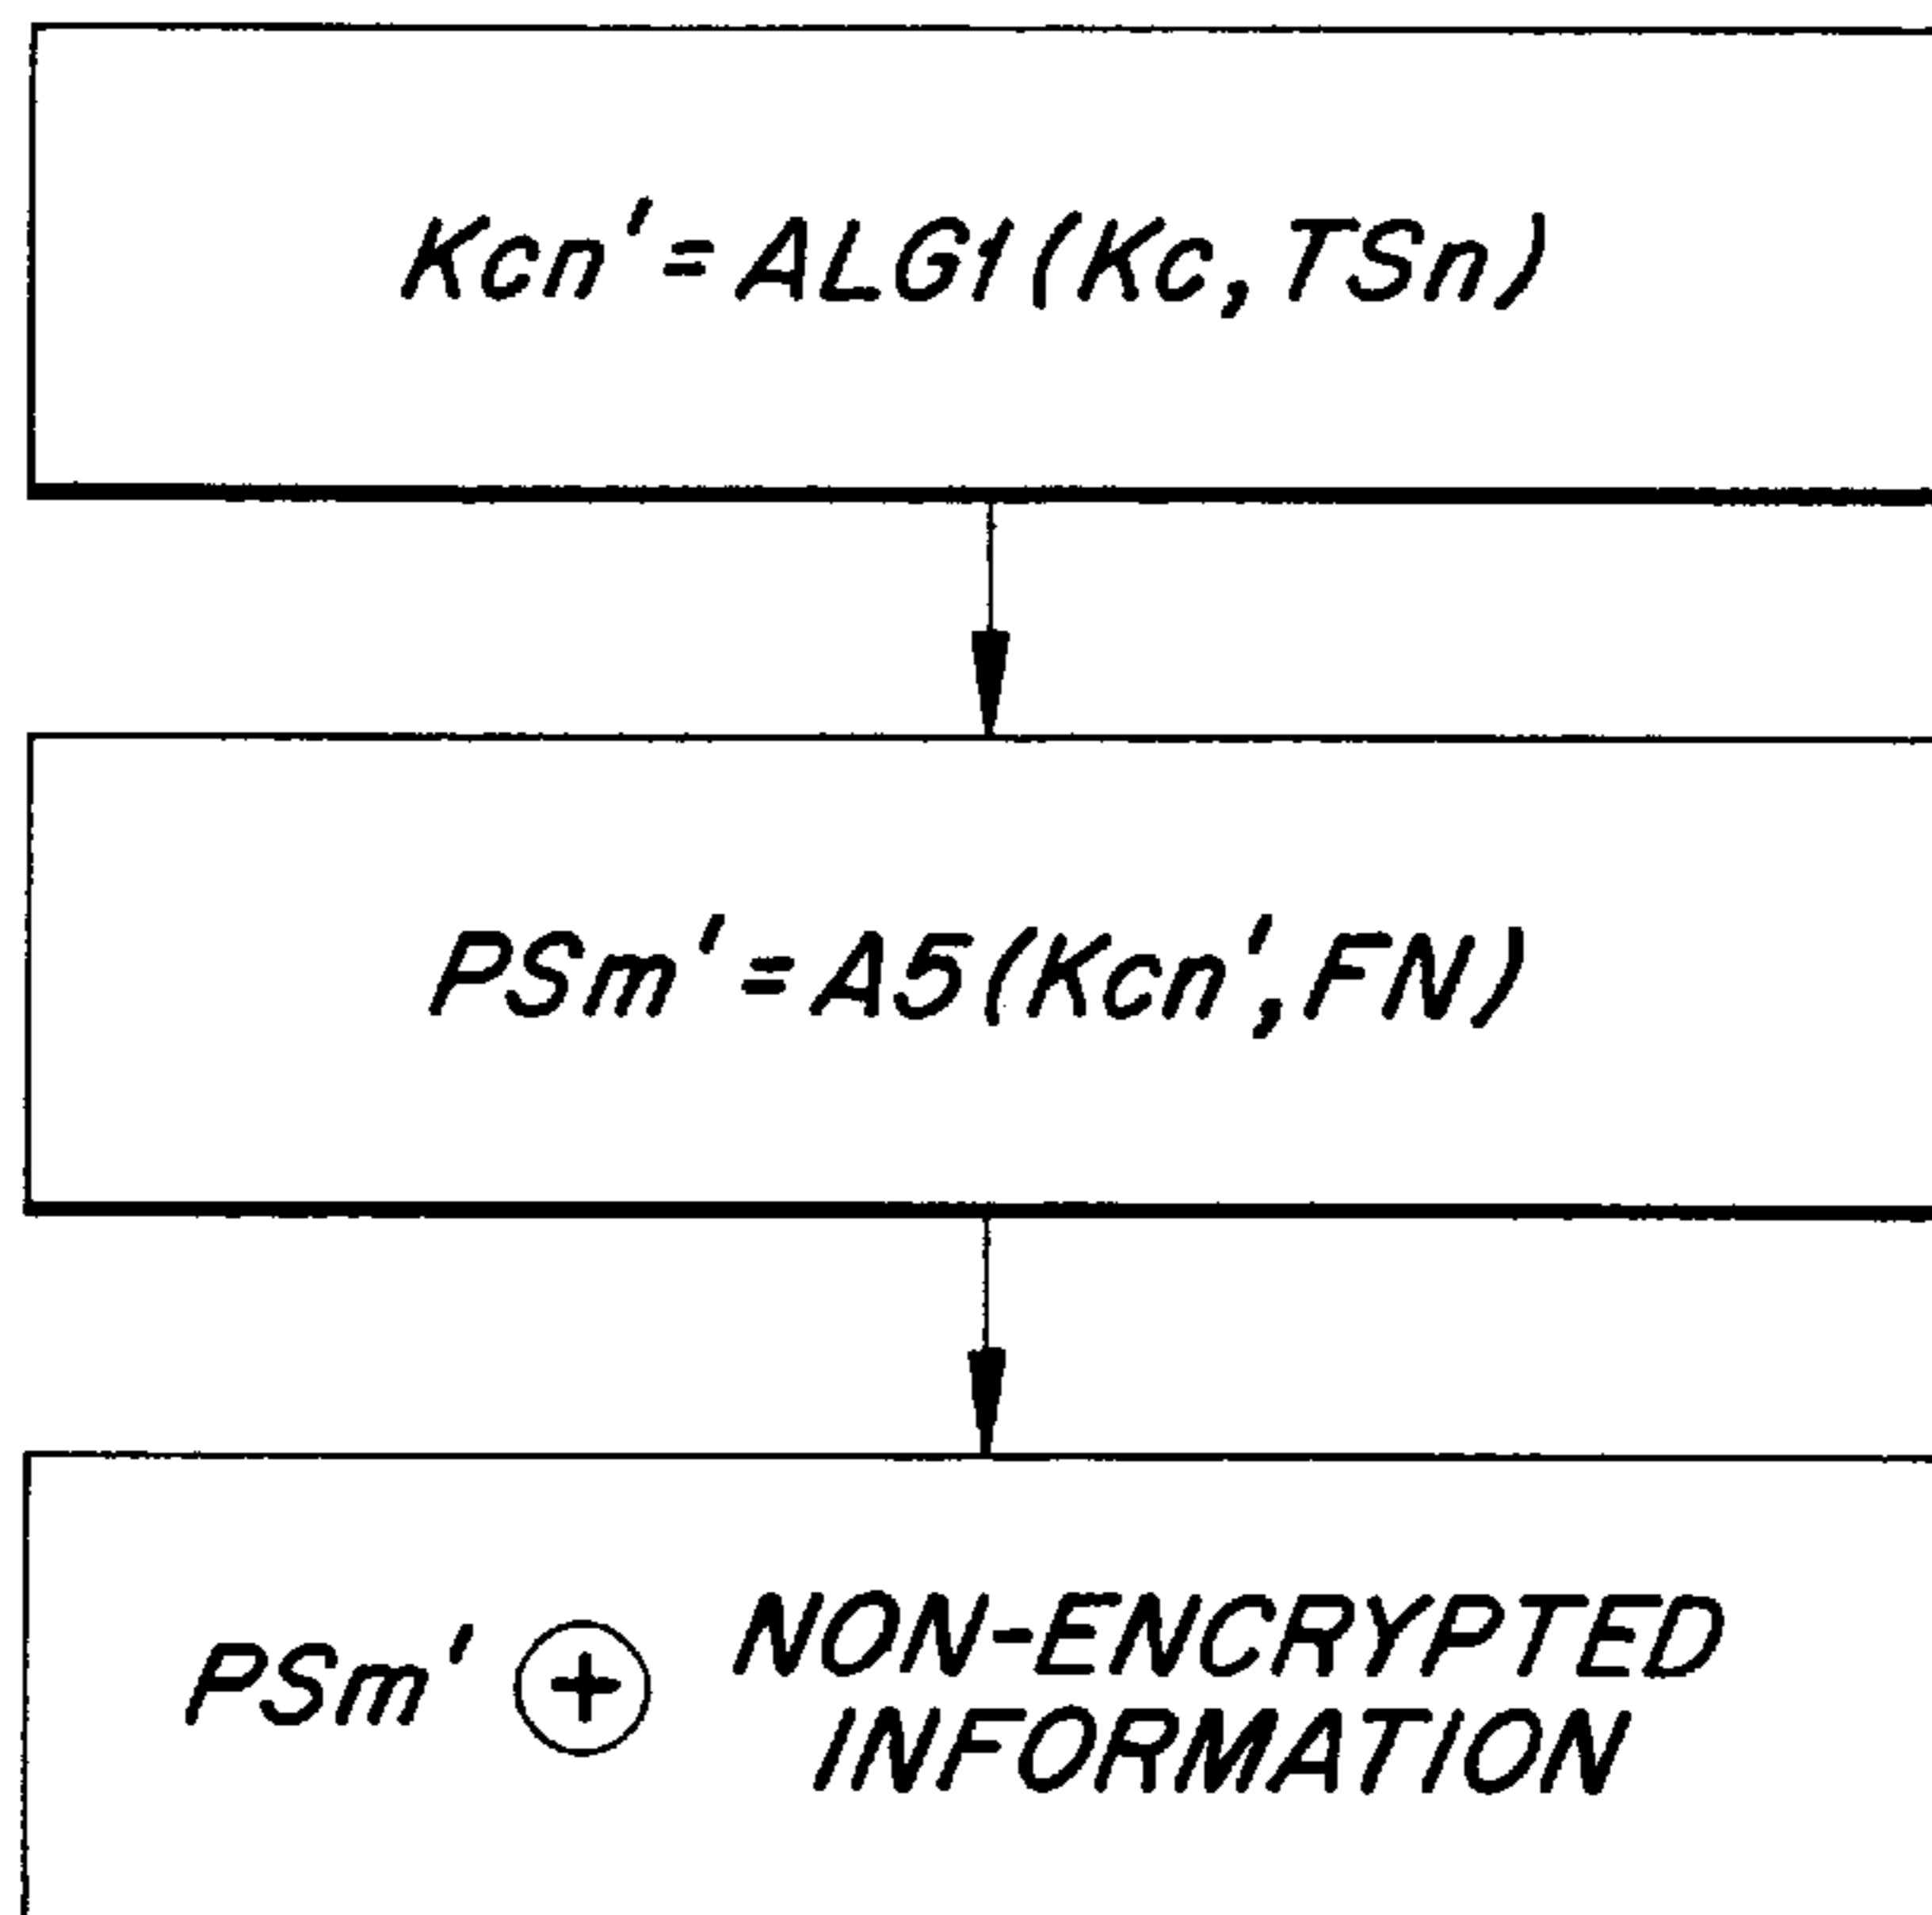 Kcn'=ALG1(Kc,TSn)
PSm'=A5(Kcn',FN)
PSm' ⊕ NON-ENCRYPTED
INFORMATION